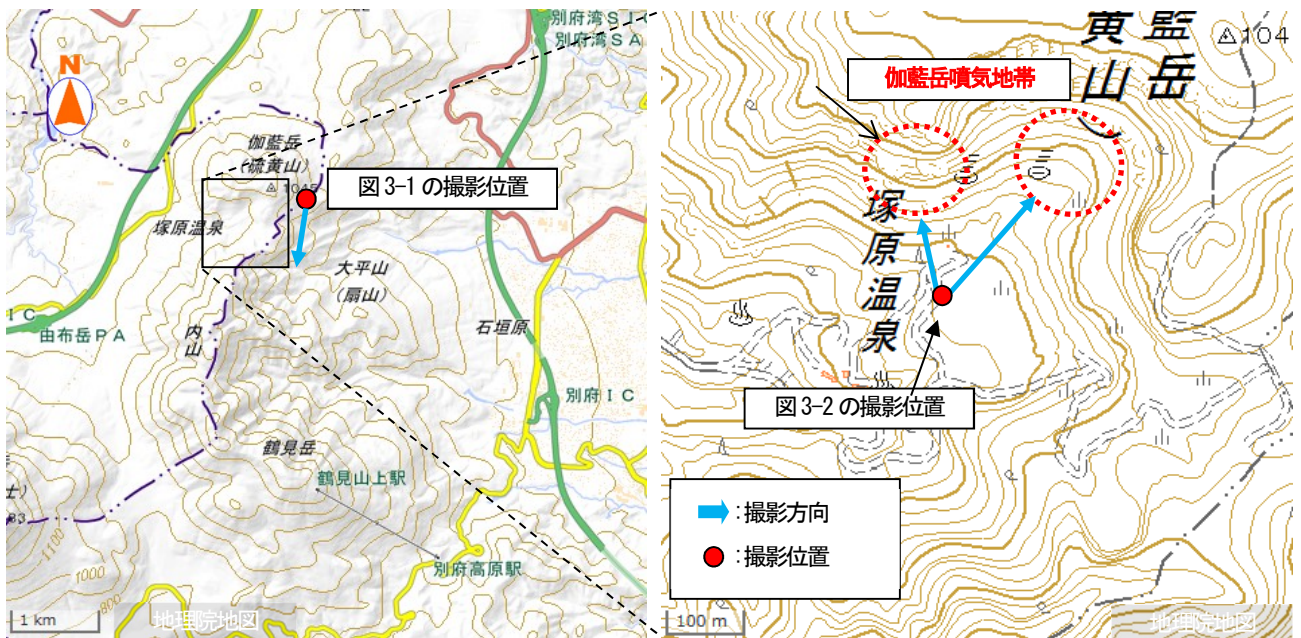 N
別府湾ＳＩＣ
別府湾ＳＡ
伽藍岳
(硫黄山)
1045
図 3-1 の撮影位置
塚原温泉
大平山
(扇山)
ＩＣ
由布岳ＰＡ
内山
石垣原
別府ＩＣ
鶴見岳
鶴見山上駅
士)
83
1100
1000
800
別府高原駅
1 km
地理院地図
伽藍岳噴気地帯
黄山
藍岳
104
塚原温泉
図 3-2 の撮影位置
：撮影方向
：撮影位置
100 m
地理院地図